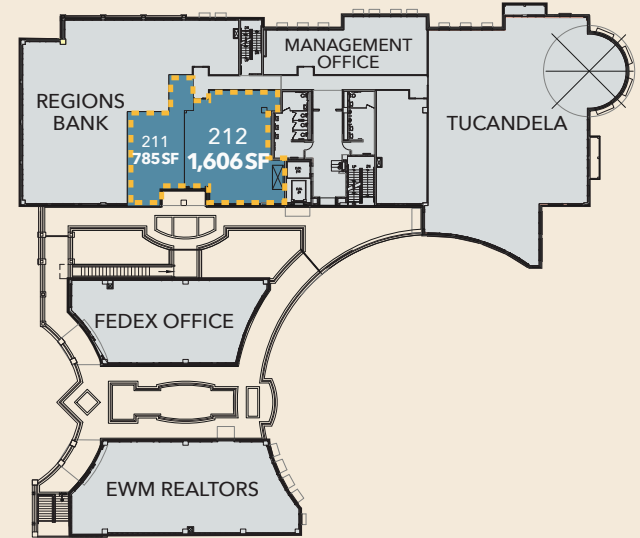 MANAGEMENT
OFFICE
REGIONS
BANK
TUCANDELA
211
785 SF
212
1,606 SF
FEDEX OFFICE
EWM REALTORS